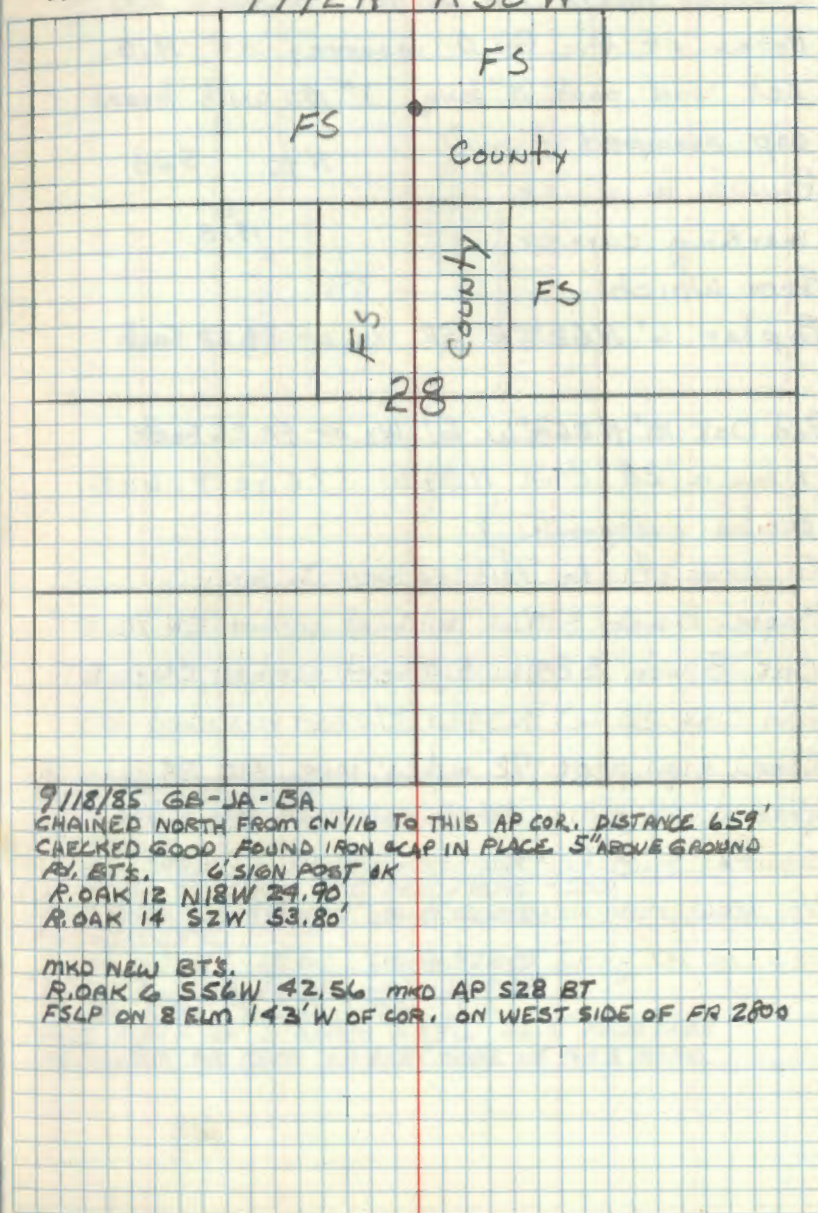 R36W
FS
FS
County
FS
County
FS
28
9/18/85 GB-JA-BA
CHAINED NORTH FROM CN 1/16 TO THIS AP COR. DISTANCE 659'
CHECKED GOOD FOUND IRON &CAP IN PLACE 5" ABOVE GROUND
BT'S. 6' SIGN POST OK
R.OAK 12 N18W 24.90'
R.OAK 14 S2W 53.80'
MKD NEW BT'S.
R.OAK 6 S56W 42.56 MKD AP S28 BT
FSLP ON 8 ELM 143' W OF COR. ON WEST SIDE OF FR 2800